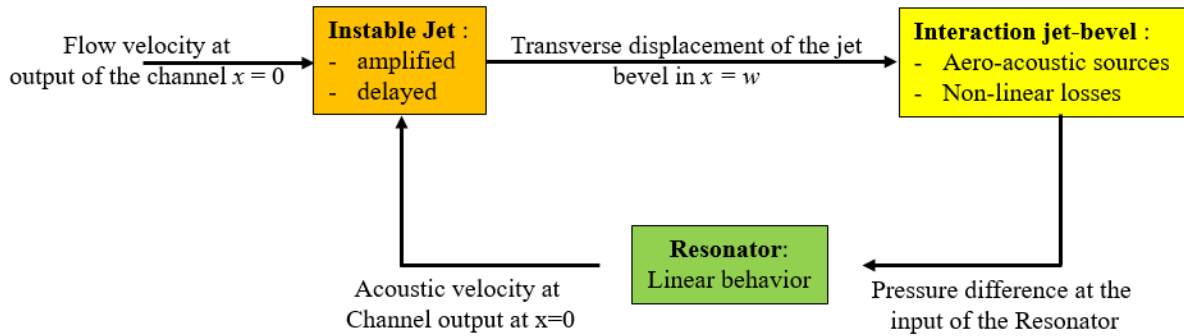 Flow velocity at
output of the channel x = 0
Instable Jet :
- amplified
- delayed
Transverse displacement of the jet
bevel in x = w
Interaction jet-bevel :
- Aero-acoustic sources
- Non-linear losses
Resonator:
Linear behavior
Acoustic velocity at
Channel output at x=0
Pressure difference at the
input of the Resonator